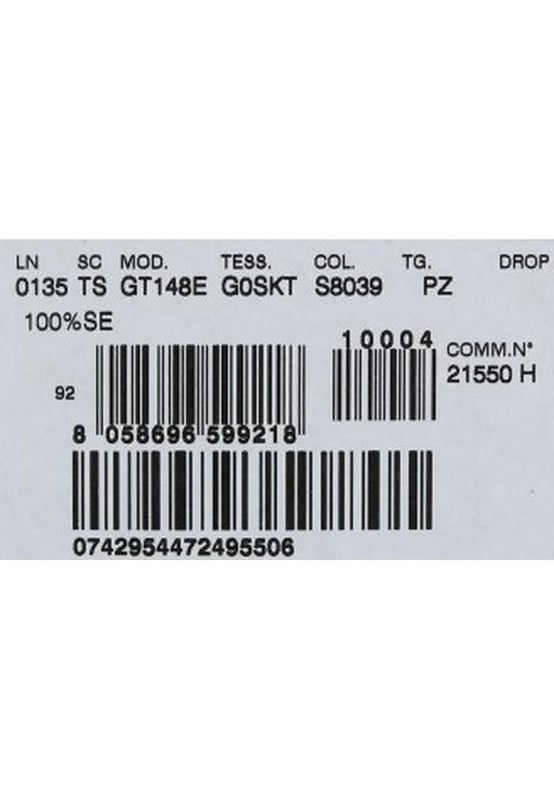 LN SC MOD. TESS. COL. TG. DROP
0135 TS GT148E G0SKT S8039 PZ
100%SE
10004
COMM.N°
21550 H
92
8 058696 599218
0742954472495506